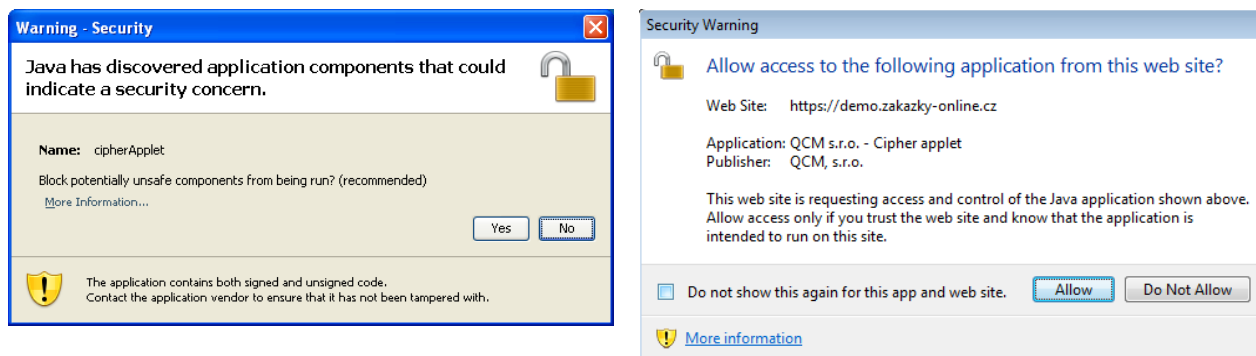 Warning - Security
Java has discovered application components that could
indicate a security concern.
Name: cipherApplet
Block potentially unsafe components from being run? (recommended)
More Information...
Yes
No
The application contains both signed and unsigned code.
Contact the application vendor to ensure that it has not been tampered with.
Security Warning
Allow access to the following application from this web site?
Web Site: https://demo.zakazky-online.cz
Application: QCM s.r.o. - Cipher applet
Publisher: QCM, s.r.o.
This web site is requesting access and control of the Java application shown above.
Allow access only if you trust the web site and know that the application is
intended to run on this site.
Do not show this again for this app and web site.
Allow
Do Not Allow
More information